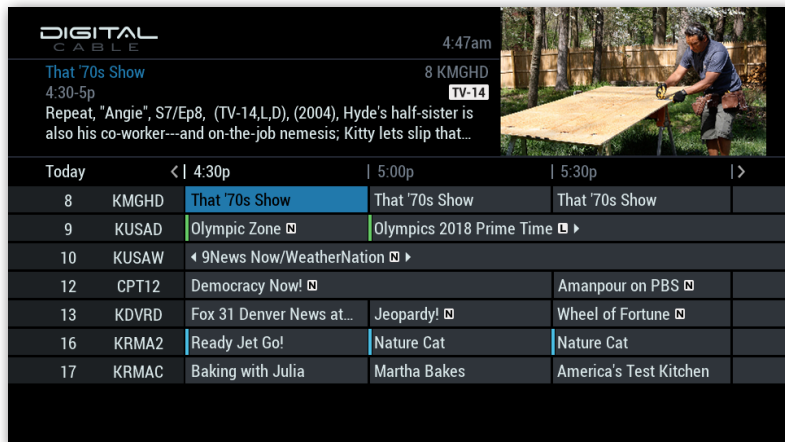 DIGITAL
CABLE
4:47am
That '70s Show
8 KMGHD
4:30-5p
TV-14
Repeat, "Angie", S7/Ep8, (TV-14,L,D), (2004), Hyde's half-sister is
also his co-worker---and on-the-job nemesis; Kitty lets slip that...
Today < 4:30p 5:00p 5:30p >
8 KMGHD That '70s Show That '70s Show That '70s Show
9 KUSAD Olympic Zone N Olympics 2018 Prime Time L
10 KUSAW 9News Now/WeatherNation N
12 CPT12 Democracy Now! N Amanpour on PBS N
13 KDVRD Fox 31 Denver News at... Jeopardy! N Wheel of Fortune N
16 KRMA2 Ready Jet Go! Nature Cat Nature Cat
17 KRMAC Baking with Julia Martha Bakes America's Test Kitchen